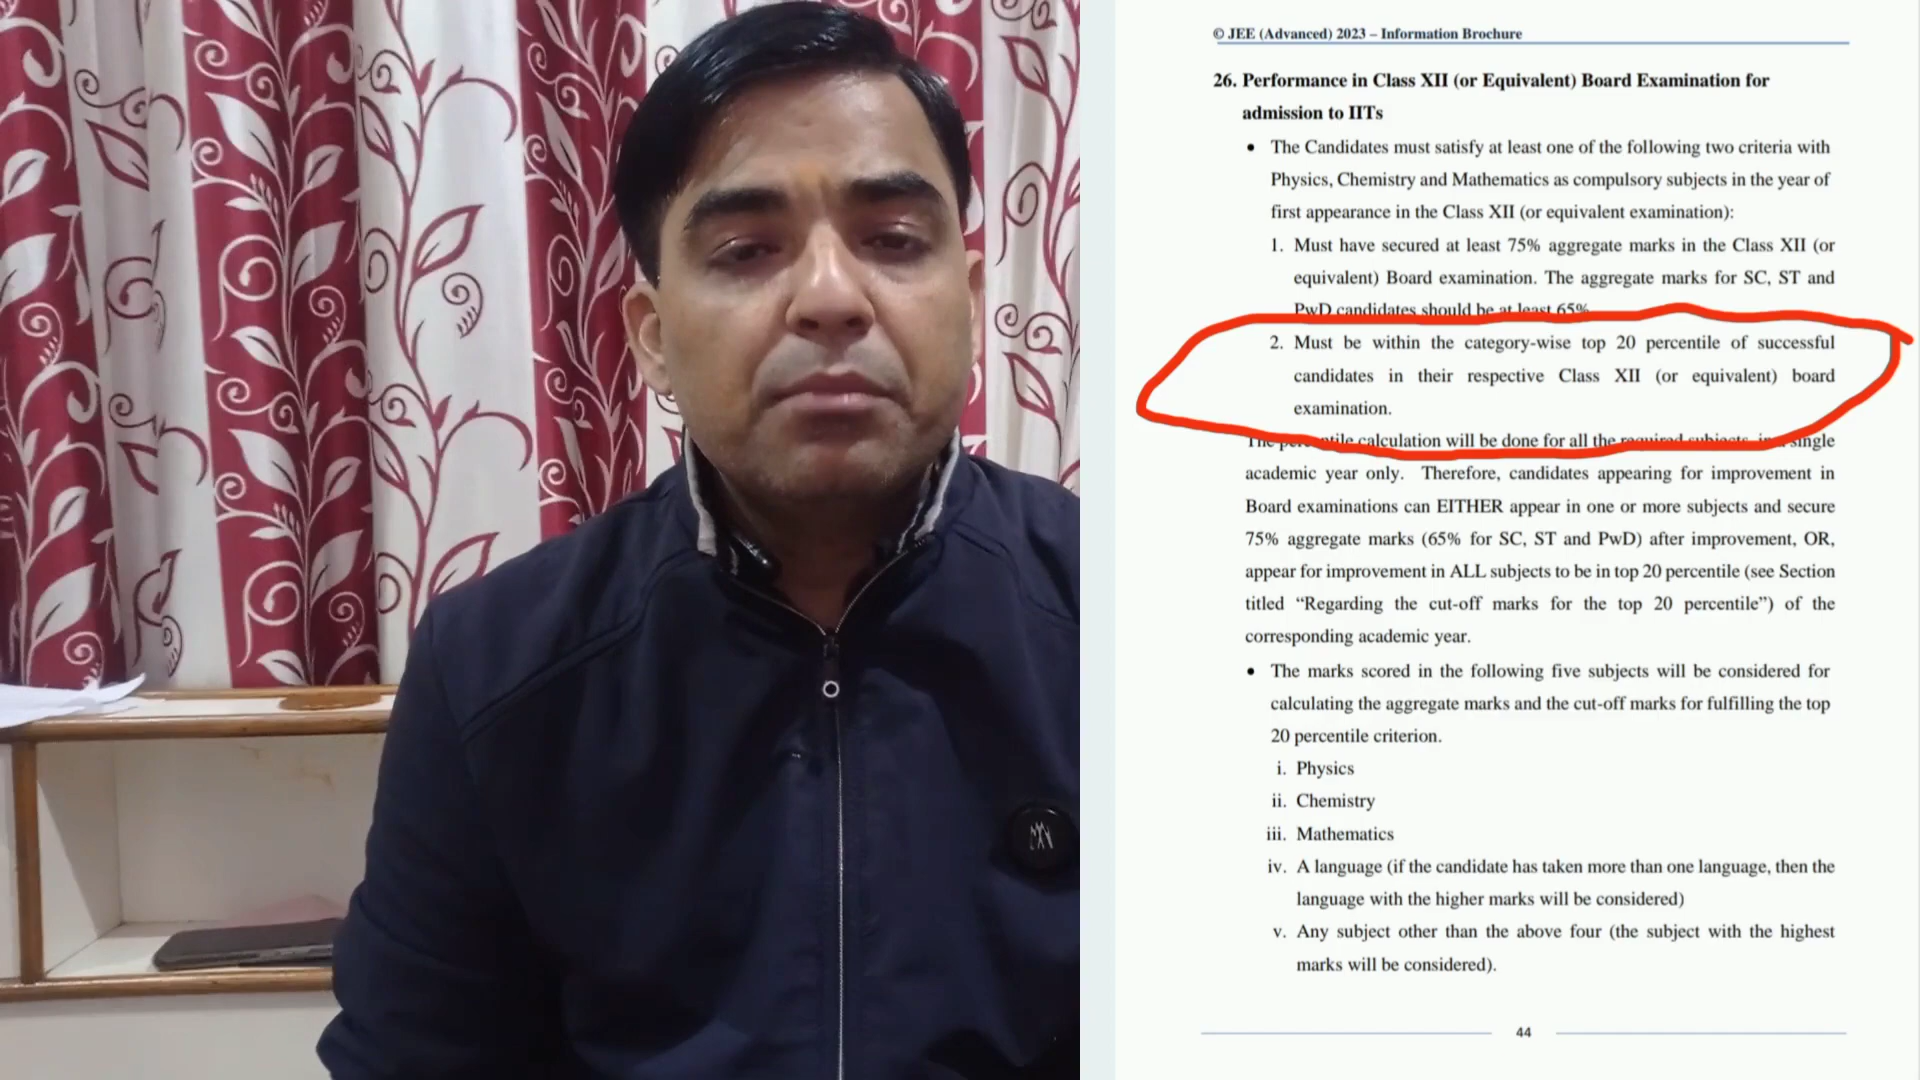 © JEE (Advanced) 2023 – Information Brochure
26. Performance in Class XII (or Equivalent) Board Examination for
admission to IITs
• The Candidates must satisfy at least one of the following two criteria with
Physics, Chemistry and Mathematics as compulsory subjects in the year of
first appearance in the Class XII (or equivalent examination):
1. Must have secured at least 75% aggregate marks in the Class XII (or
equivalent) Board examination. The aggregate marks for SC, ST and
PwD candidates should be at least 65%
2. Must be within the category-wise top 20 percentile of successful
candidates in their respective Class XII (or equivalent) board
examination.
The percentile calculation will be done for all the required subjects in a single
academic year only. Therefore, candidates appearing for improvement in
Board examinations can EITHER appear in one or more subjects and secure
75% aggregate marks (65% for SC, ST and PwD) after improvement, OR,
appear for improvement in ALL subjects to be in top 20 percentile (see Section
titled “Regarding the cut-off marks for the top 20 percentile”) of the
corresponding academic year.
• The marks scored in the following five subjects will be considered for
calculating the aggregate marks and the cut-off marks for fulfilling the top
20 percentile criterion.
i. Physics
ii. Chemistry
iii. Mathematics
iv. A language (if the candidate has taken more than one language, then the
language with the higher marks will be considered)
v. Any subject other than the above four (the subject with the highest
marks will be considered).
44